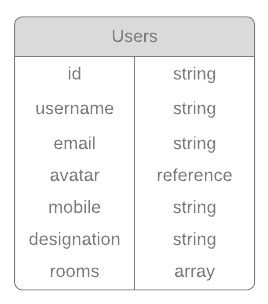 Users
id string
username string
email string
avatar reference
mobile string
designation string
rooms array